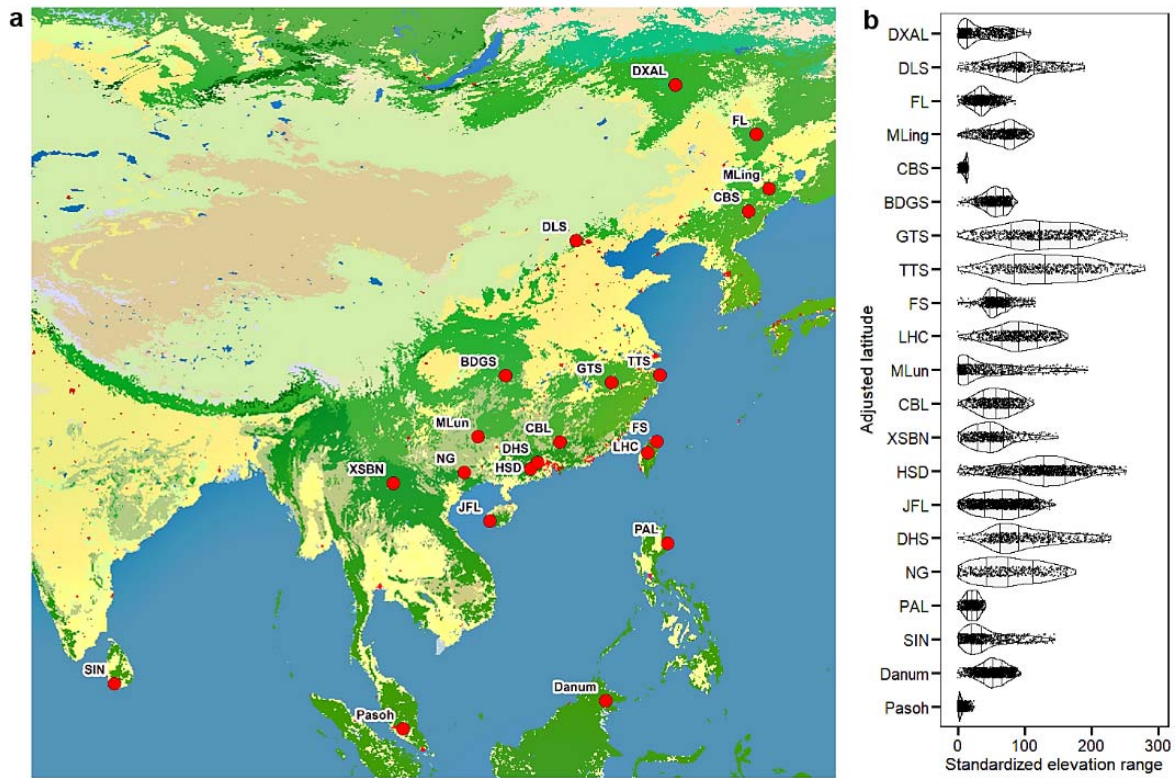 a
DXAL
FL
MLing
CBS
DLS
BDGS
GTS
TTS
MLun
CBL
FS
DHS
LHC
NG
HSD
XSBN
JFL
PAL
SIN
Danum
Pasoh
b
Adjusted latitude
DXAL
DLS
FL
MLing
CBS
BDGS
GTS
TTS
FS
LHC
MLun
CBL
XSBN
HSD
JFL
DHS
NG
PAL
SIN
Danum
Pasoh
0 100 200 300
Standardized elevation range